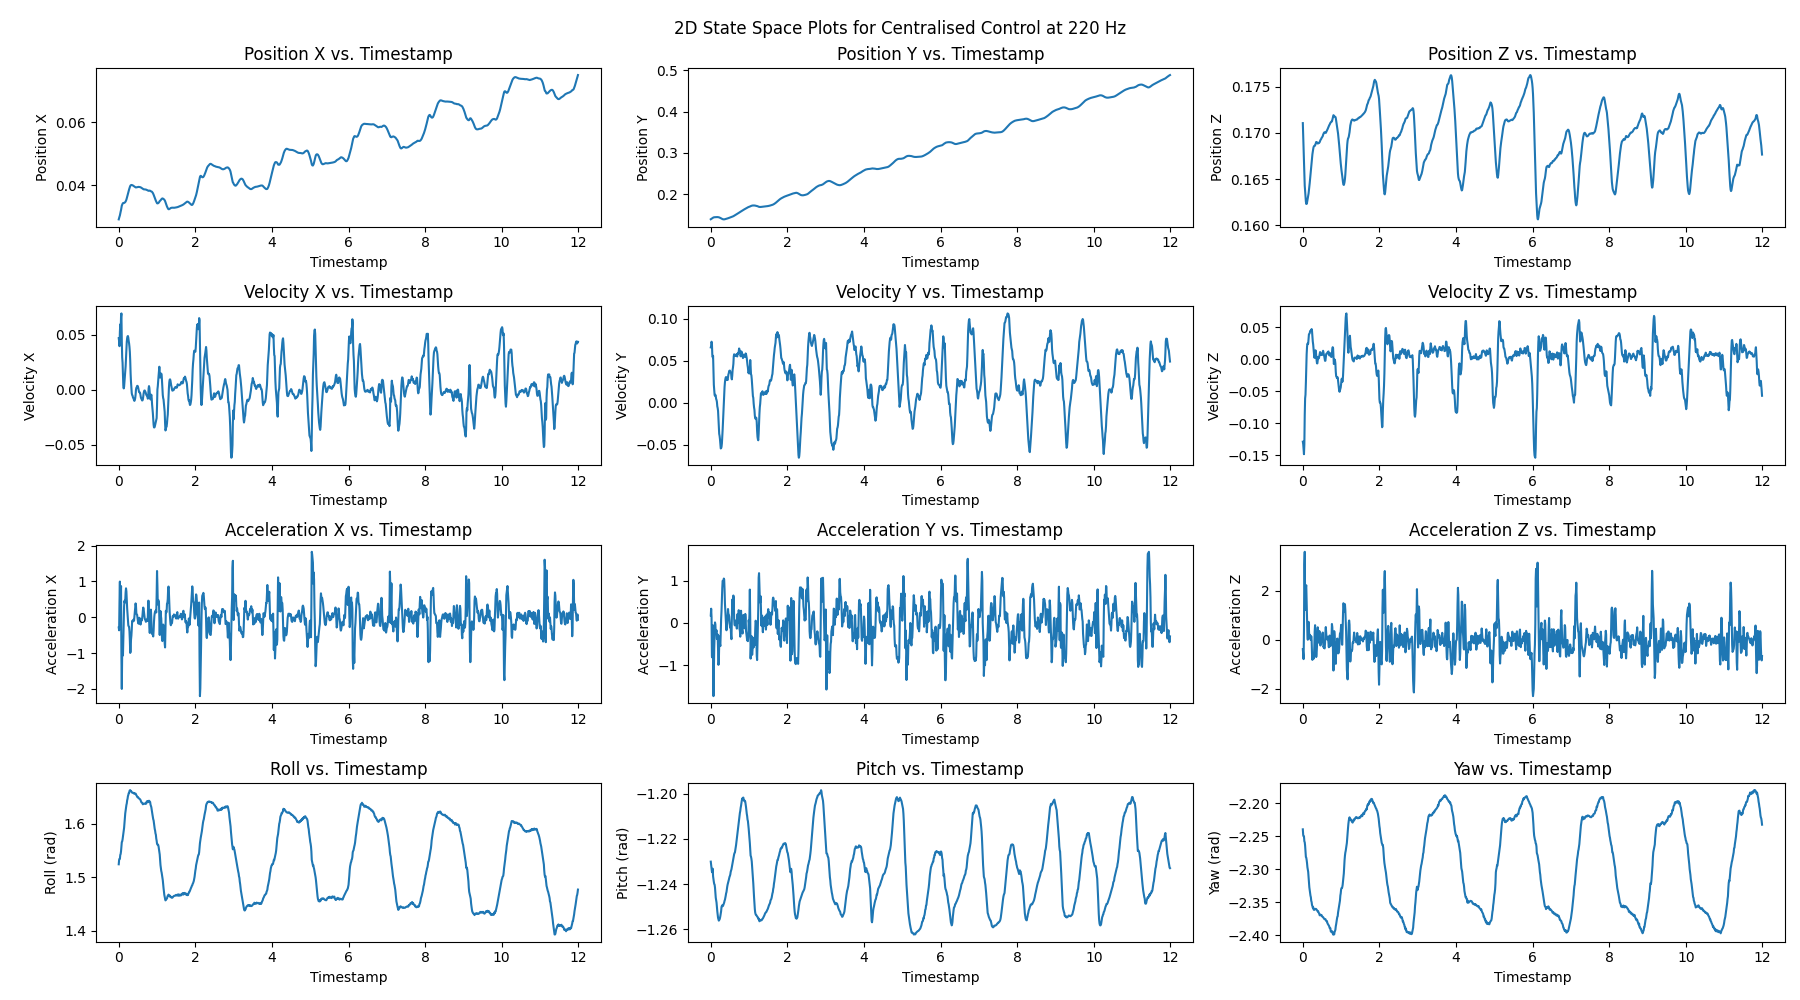 2D State Space Plots for Centralised Control at 220 Hz
Position X vs. Timestamp
Position X
0.06
0.04
0 2 4 6 8 10 12
Timestamp
Position Y vs. Timestamp
Position Y
0.5
0.4
0.3
0.2
0 2 4 6 8 10 12
Timestamp
Position Z vs. Timestamp
Position Z
0.175
0.170
0.165
0.160
0 2 4 6 8 10 12
Timestamp
Velocity X vs. Timestamp
Velocity X
0.05
0.00
−0.05
0 2 4 6 8 10 12
Timestamp
Velocity Y vs. Timestamp
Velocity Y
0.10
0.05
0.00
−0.05
0 2 4 6 8 10 12
Timestamp
Velocity Z vs. Timestamp
Velocity Z
0.05
0.00
−0.05
−0.10
−0.15
0 2 4 6 8 10 12
Timestamp
Acceleration X vs. Timestamp
Acceleration X
2
1
0
−1
−2
0 2 4 6 8 10 12
Timestamp
Acceleration Y vs. Timestamp
Acceleration Y
1
0
−1
0 2 4 6 8 10 12
Timestamp
Acceleration Z vs. Timestamp
Acceleration Z
2
0
−2
0 2 4 6 8 10 12
Timestamp
Roll vs. Timestamp
Roll (rad)
1.6
1.5
1.4
0 2 4 6 8 10 12
Timestamp
Pitch vs. Timestamp
Pitch (rad)
−1.20
−1.22
−1.24
−1.26
0 2 4 6 8 10 12
Timestamp
Yaw vs. Timestamp
Yaw (rad)
−2.20
−2.25
−2.30
−2.35
−2.40
0 2 4 6 8 10 12
Timestamp